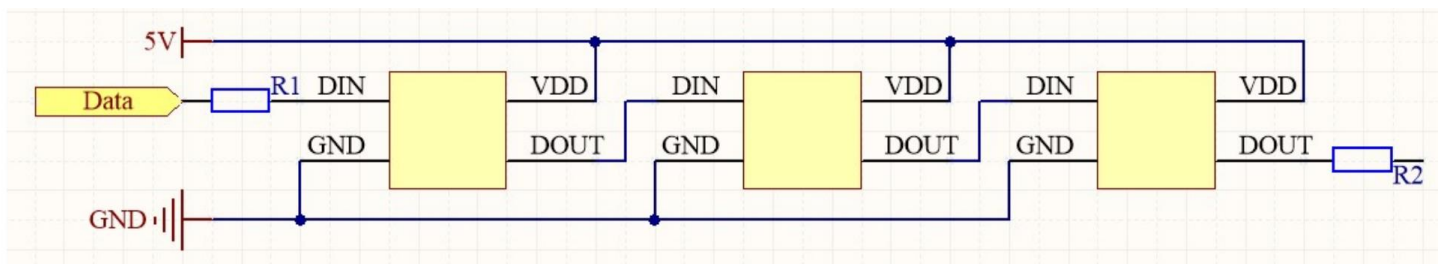 5V
Data
R1 DIN VDD DIN VDD DIN VDD
GND DOUT GND DOUT GND DOUT
R2
GND